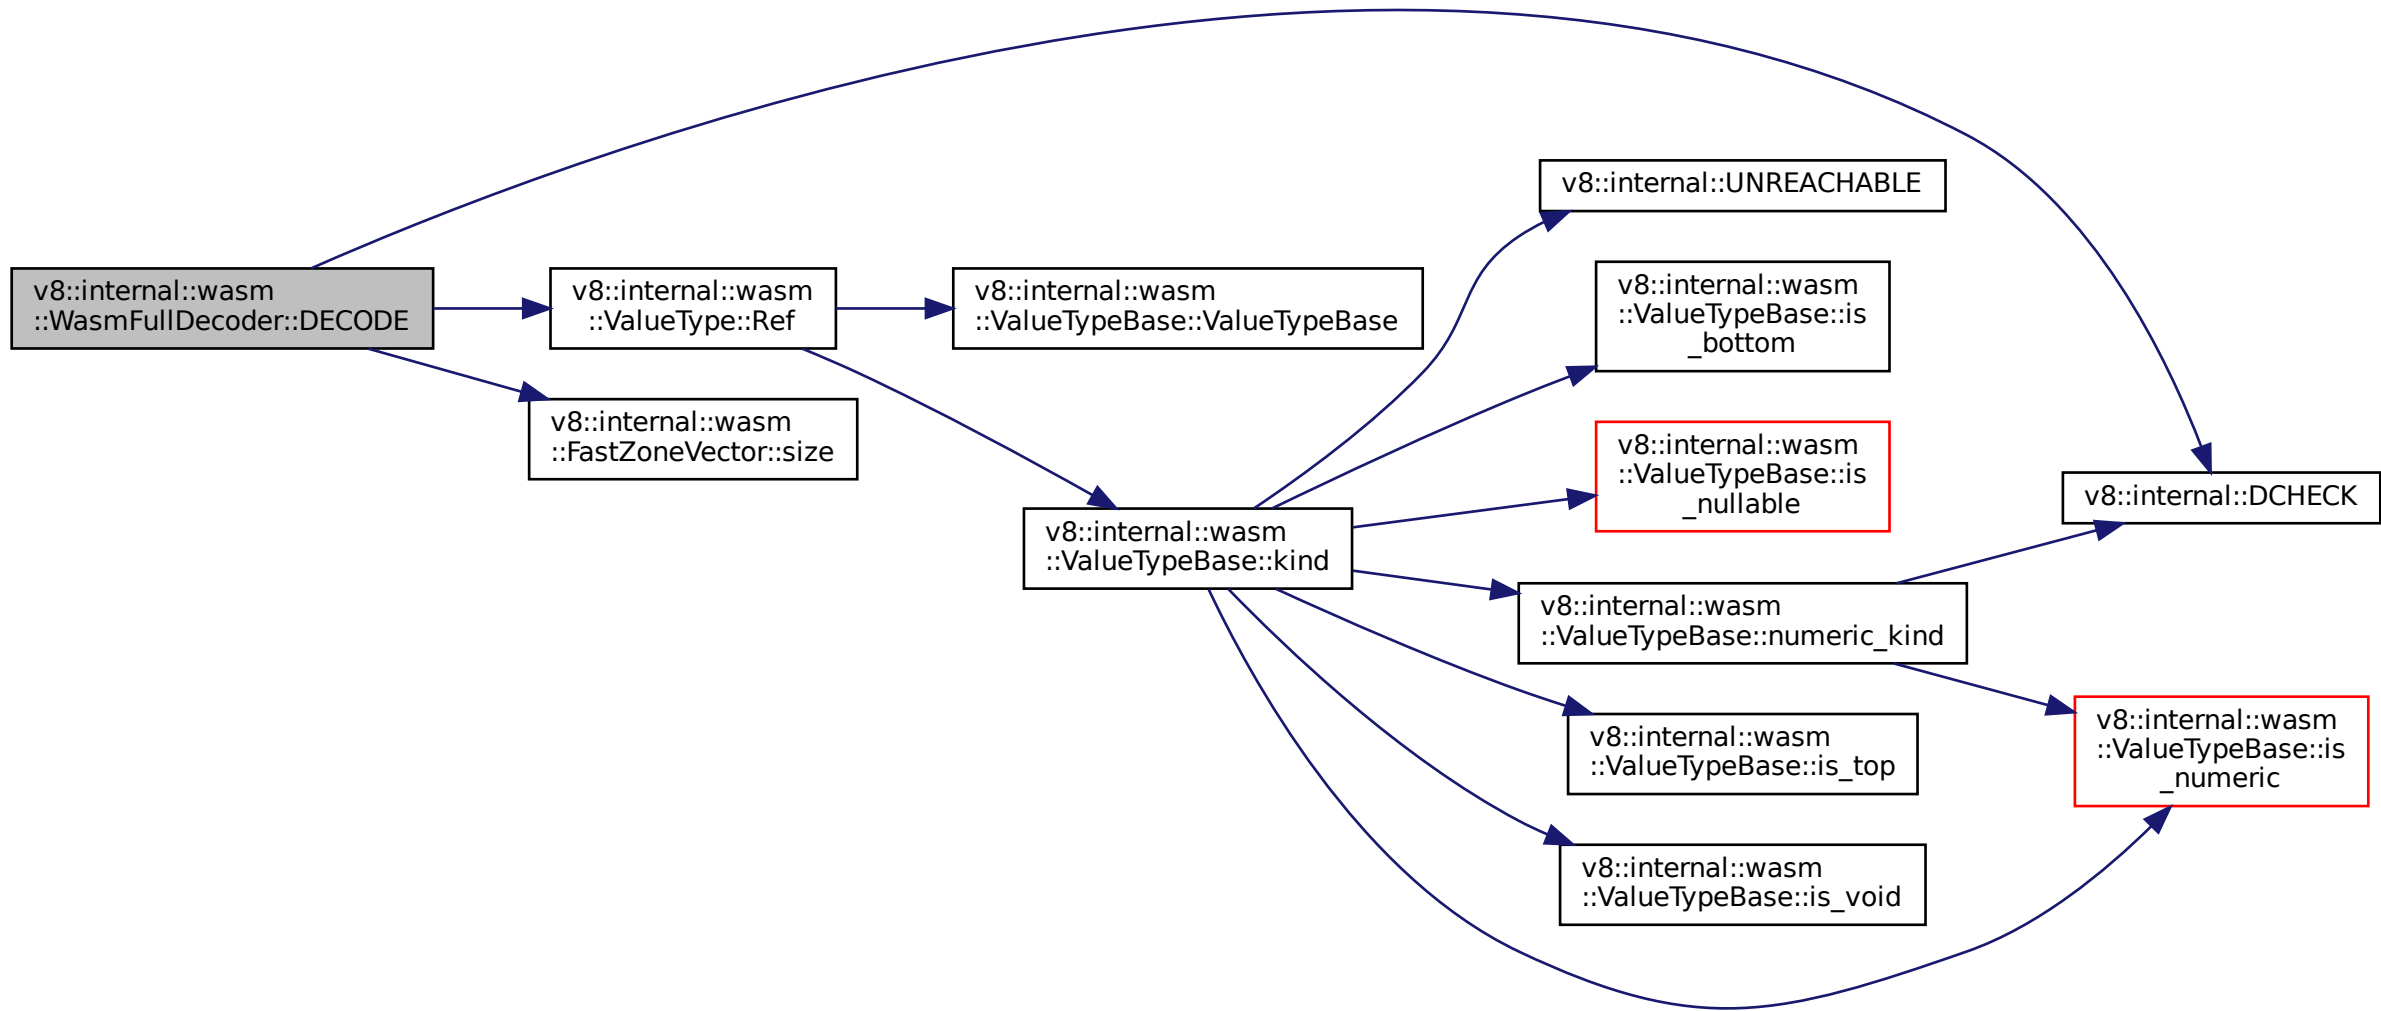 v8::internal::wasm
::WasmFullDecoder::DECODE
v8::internal::wasm
::ValueType::Ref
v8::internal::wasm
::FastZoneVector::size
v8::internal::wasm
::ValueTypeBase::ValueTypeBase
v8::internal::wasm
::ValueTypeBase::kind
v8::internal::UNREACHABLE
v8::internal::wasm
::ValueTypeBase::is
_bottom
v8::internal::wasm
::ValueTypeBase::is
_nullable
v8::internal::wasm
::ValueTypeBase::numeric_kind
v8::internal::wasm
::ValueTypeBase::is_top
v8::internal::wasm
::ValueTypeBase::is_void
v8::internal::DCHECK
v8::internal::wasm
::ValueTypeBase::is
_numeric